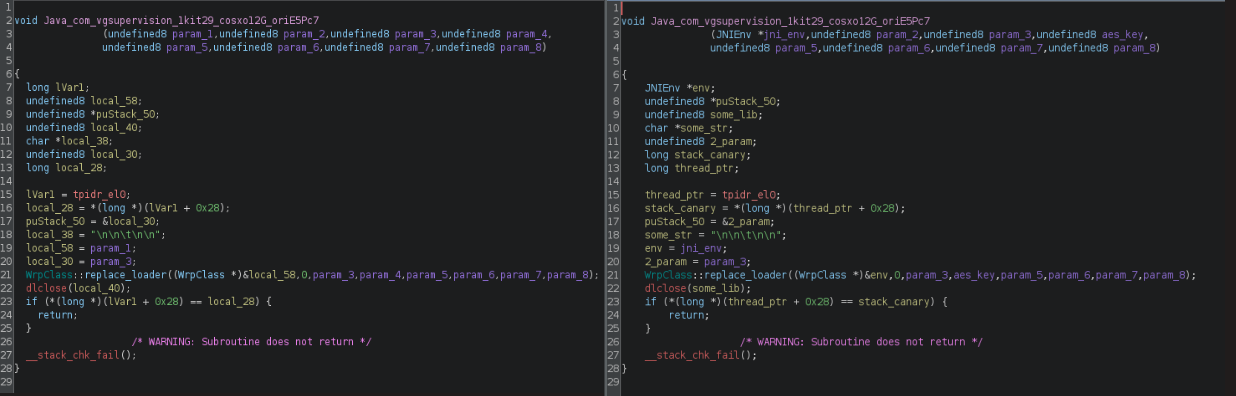 1
2 void Java_com_vgsupervision_1kit29_cosxo12G_oriE5Pc7
3 (undefined8 param_1,undefined8 param_2,undefined8 param_3,undefined8 param_4,
4 undefined8 param_5,undefined8 param_6,undefined8 param_7,undefined8 param_8)
5
6 {
7 long lVar1;
8 undefined8 local_58;
9 undefined8 *puStack_50;
10 undefined8 local_40;
11 char *local_38;
12 undefined8 local_30;
13 long local_28;
14
15 lVar1 = tpidr_el0;
16 local_28 = *(long *)(lVar1 + 0x28);
17 puStack_50 = &local_30;
18 local_38 = "\n\n\t\n\n";
19 local_58 = param_1;
20 local_30 = param_3;
21 WrpClass::replace_loader((WrpClass *)&local_58,0,param_3,param_4,param_5,param_6,param_7,param_8);
22 dlclose(local_40);
23 if (*(long *)(lVar1 + 0x28) == local_28) {
24 return;
25 }
26 /* WARNING: Subroutine does not return */
27 __stack_chk_fail();
28 }
29
1
2 void Java_com_vgsupervision_1kit29_cosxo12G_oriE5Pc7
3 (JNIEnv *jni_env,undefined8 param_2,undefined8 param_3,undefined8 aes_key,
4 undefined8 param_5,undefined8 param_6,undefined8 param_7,undefined8 param_8)
5
6 {
7 JNIEnv *env;
8 undefined8 *puStack_50;
9 undefined8 some_lib;
10 char *some_str;
11 undefined8 2_param;
12 long stack_canary;
13 long thread_ptr;
14
15 thread_ptr = tpidr_el0;
16 stack_canary = *(long *)(thread_ptr + 0x28);
17 puStack_50 = &2_param;
18 some_str = "\n\n\t\n\n";
19 env = jni_env;
20 2_param = param_3;
21 WrpClass::replace_loader((WrpClass *)&env,0,param_3,aes_key,param_5,param_6,param_7,param_8);
22 dlclose(some_lib);
23 if (*(long *)(thread_ptr + 0x28) == stack_canary) {
24 return;
25 }
26 /* WARNING: Subroutine does not return */
27 __stack_chk_fail();
28 }
29